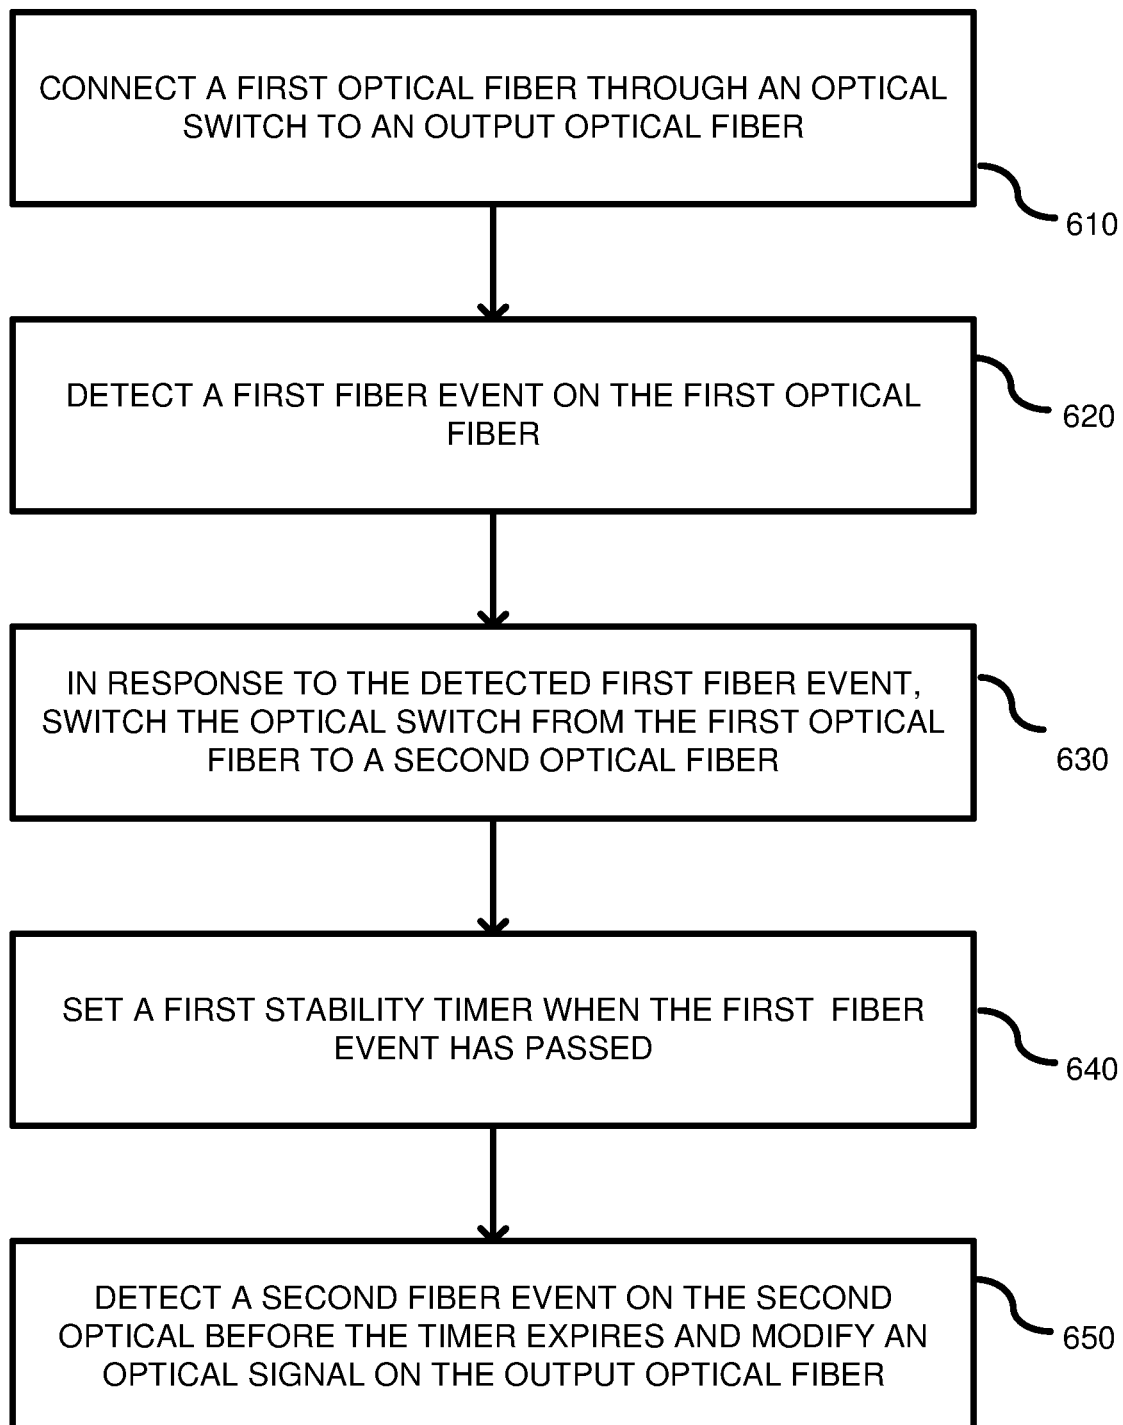 CONNECT A FIRST OPTICAL FIBER THROUGH AN OPTICAL
SWITCH TO AN OUTPUT OPTICAL FIBER
610
DETECT A FIRST FIBER EVENT ON THE FIRST OPTICAL
FIBER
620
IN RESPONSE TO THE DETECTED FIRST FIBER EVENT,
SWITCH THE OPTICAL SWITCH FROM THE FIRST OPTICAL
FIBER TO A SECOND OPTICAL FIBER
630
SET A FIRST STABILITY TIMER WHEN THE FIRST  FIBER
EVENT HAS PASSED
640
DETECT A SECOND FIBER EVENT ON THE SECOND
OPTICAL BEFORE THE TIMER EXPIRES AND MODIFY AN
OPTICAL SIGNAL ON THE OUTPUT OPTICAL FIBER
650